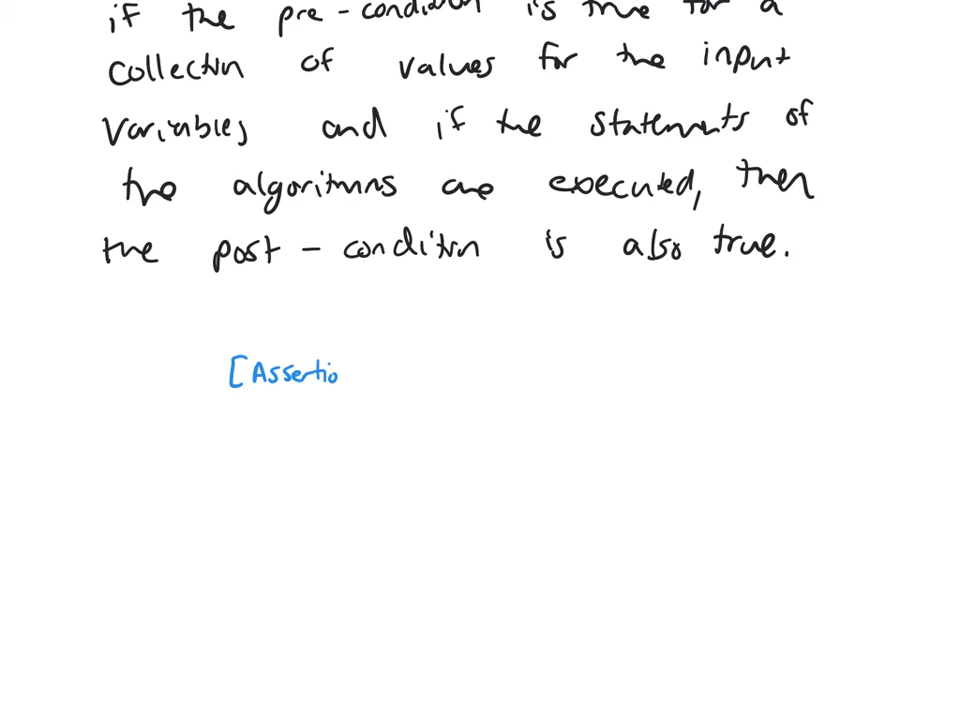 if the pre-condition is true for a
collection of values for the input
variables and if the statements of
the algorithms are executed, then
the post-condition is also true.
[Assertio